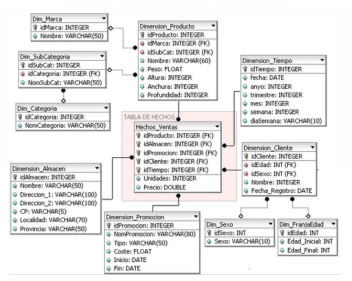 Dim_Marca
idMarca: INTEGER
Nombre: VARCHAR(50)
Dim_SubCategoria
idSubCat: INTEGER
idCategoria: INTEGER (FK)
NomSubCat: VARCHAR(50)
Dim_Categoria
idCategoria: INTEGER
NomCategoria: VARCHAR(50)
Dimension_Producto
idProducto: INTEGER
idMarca: INTEGER (FK)
idSubCat: INTEGER (FK)
Nombre: VARCHAR(60)
Peso: FLOAT
Altura: INTEGER
Anchura: INTEGER
Profundidad: INTEGER
Dimension_Tiempo
idTiempo: INTEGER
fecha: DATE
anyo: INTEGER
trimestre: INTEGER
mes: INTEGER
semana: INTEGER
diaSemana: VARCHAR(10)
TABLA DE HECHOS
Hechos_Ventas
idProducto: INTEGER (FK)
idAlmacen: INTEGER (FK)
idPromocion: INTEGER (FK)
idCliente: INTEGER (FK)
idTiempo: INTEGER (FK)
Unidades: INTEGER
Precio: DOUBLE
Dimension_Almacen
idAlmacen: INTEGER
Nombre: VARCHAR(50)
Direccion_1: VARCHAR(100)
Direccion_2: VARCHAR(100)
CP: VARCHAR(5)
Localidad: VARCHAR(70)
Provincia: VARCHAR(50)
Dimension_Cliente
idCliente: INTEGER
idEdad: INT (FK)
idSexo: INT (FK)
Nombre: INTEGER
Fecha_Registro: DATE
Dimension_Promocion
idPromocion: INTEGER
NomPromocion: VARCHAR(80)
Tipo: VARCHAR(50)
Coste: FLOAT
Inicio: DATE
Fin: DATE
Dim_Sexo
idSexo: INT
Sexo: VARCHAR(10)
Dim_FranjaEdad
idEdad: INT
Edad_Inicial: INT
Edad_Final: INT